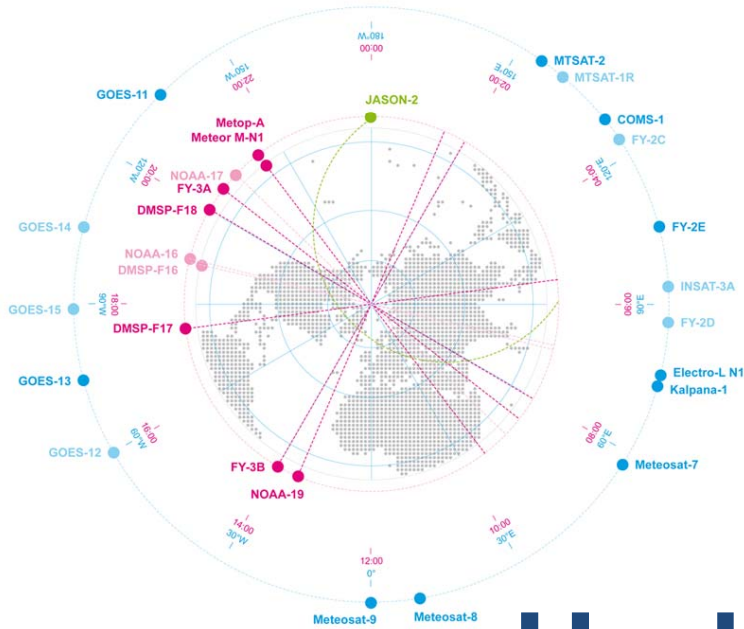 180°W
00:00
150°W
22:00
150°E
02:00
MTSAT-2
MTSAT-1R
GOES-11
JASON-2
Metop-A
Meteor M-N1
COMS-1
FY-2C
120°W
20:00
NOAA-17
FY-3A
120°E
04:00
DMSP-F18
GOES-14
FY-2E
NOAA-16
DMSP-F16
INSAT-3A
GOES-15
90°W
18:00
06:00
90°E
DMSP-F17
FY-2D
GOES-13
Electro-L N1
Kalpana-1
16:00
60°W
08:00
60°E
GOES-12
FY-3B
Meteosat-7
NOAA-19
14:00
30°W
10:00
30°E
12:00
0°
Meteosat-9
Meteosat-8